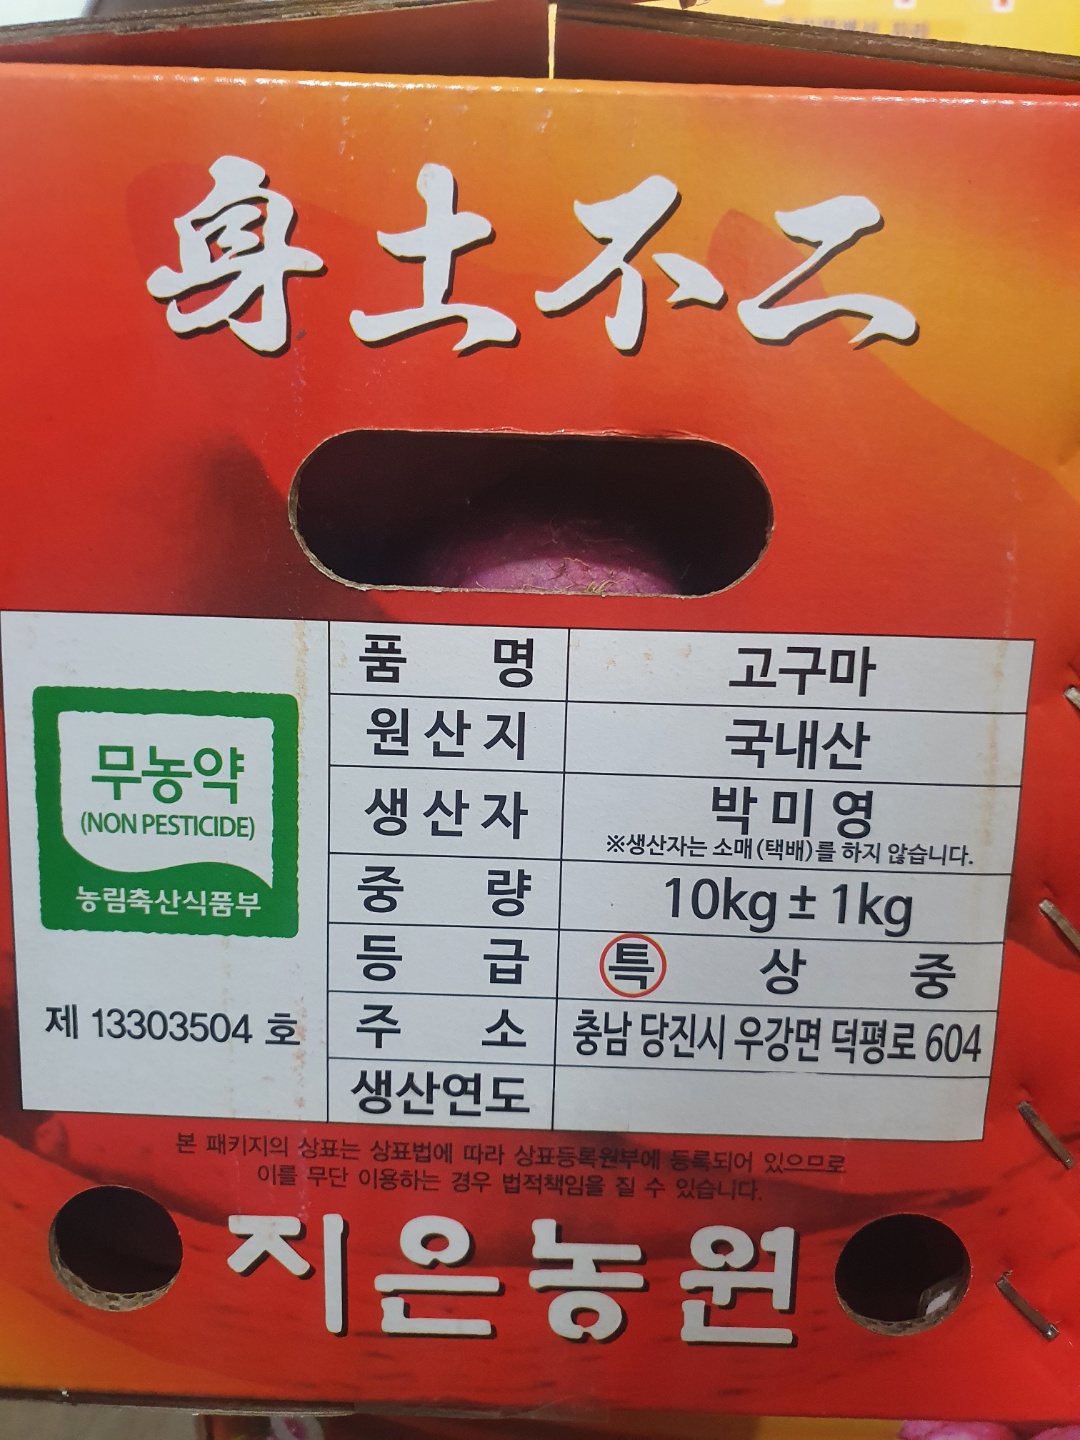 身土不二
무농약
(NON PESTICIDE)
농림축산식품부
제 13303504 호
품 명 고구마
원산지 국내산
생산자 박미영
※생산자는 소매(택배)를 하지 않습니다.
중 량 10kg ± 1kg
등 급 특 상 중
주 소 충남 당진시 우강면 덕평로 604
생산연도
본 패키지의 상표는 상표법에 따라 상표등록원부에 등록되어 있으므로
이를 무단 이용하는 경우 법적책임을 질 수 있습니다.
지은농원